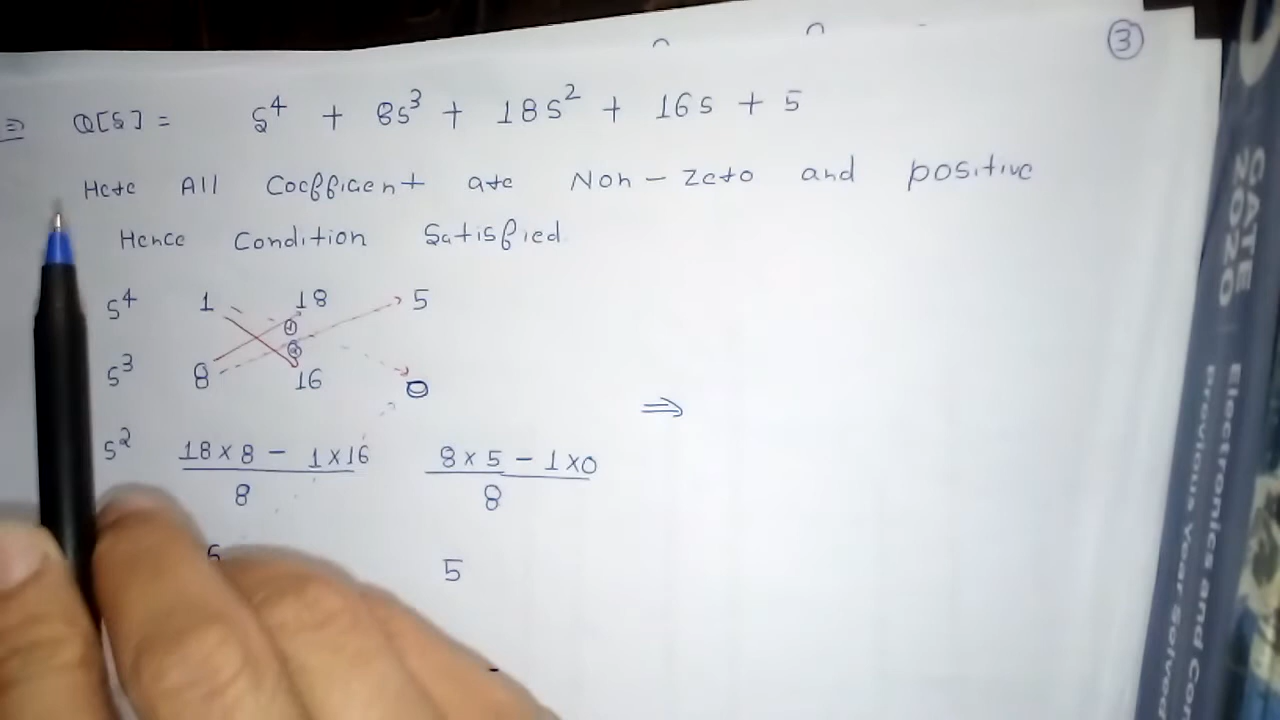 ③
⇒ Q[S] = S⁴ + 8s³ + 18s² + 16s + 5
Here All Coefficient are Non-Zero and positive
Hence Condition Satisfied
S⁴ 1 18 5
①
②
S³ 8 16 0
⇒
S² 18×8 - 1×16 / 8 8×5 - 1×0 / 8
5
GATE
2020
Electronics and
Previous year Solved